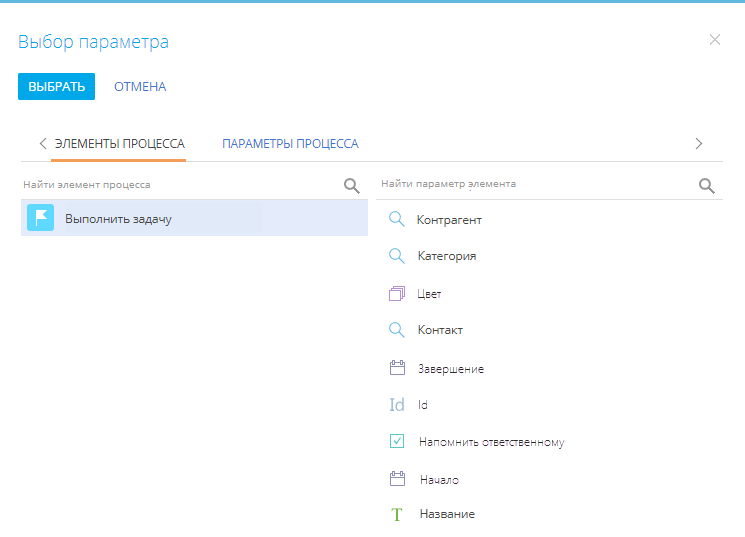 Выбор параметра
ВЫБРАТЬ ОТМЕНА
ЭЛЕМЕНТЫ ПРОЦЕССА ПАРАМЕТРЫ ПРОЦЕССА
Найти элемент процесса
Выполнить задачу
Найти параметр элемента
Контрагент
Категория
Цвет
Контакт
Завершение
Id Id
Напомнить ответственному
Начало
T Название